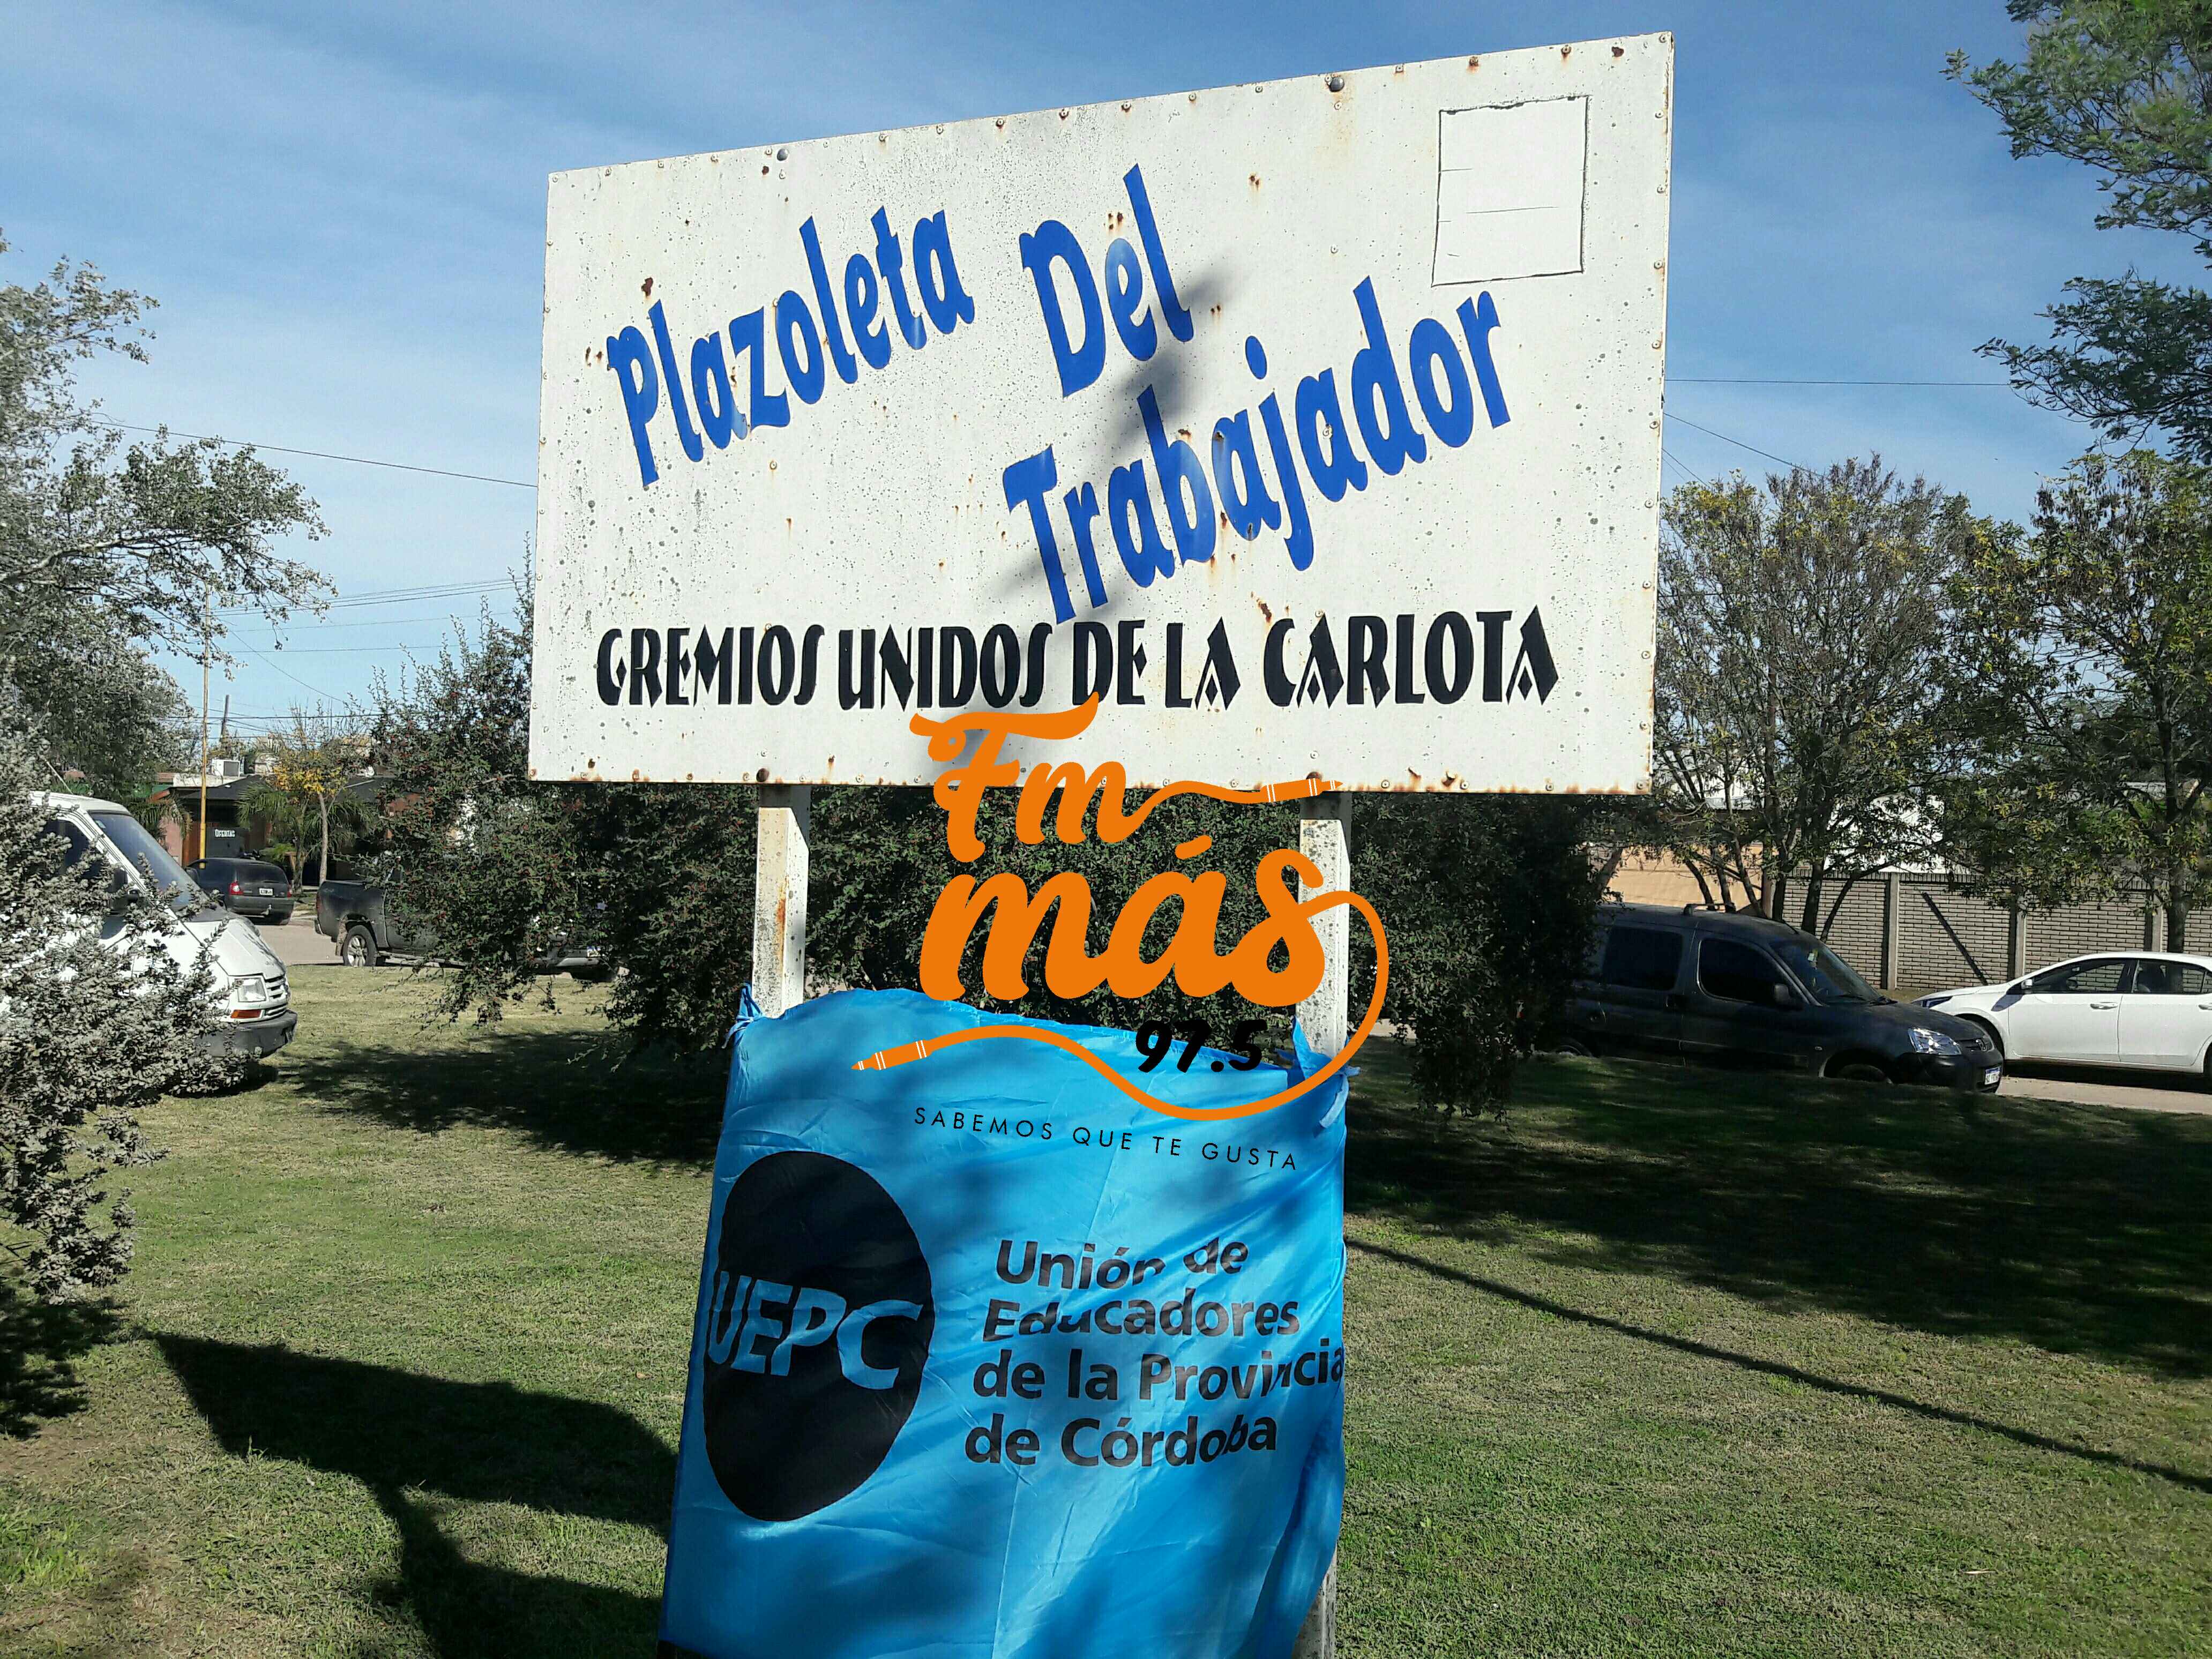 Plazoleta Del
Trabajador
GREMIOS UNIDOS DE LA CARLOTA
Fm
más
97.5
SABEMOS QUE TE GUSTA
UEPC
Unión de
Educadores
de la Provincia
de Córdoba